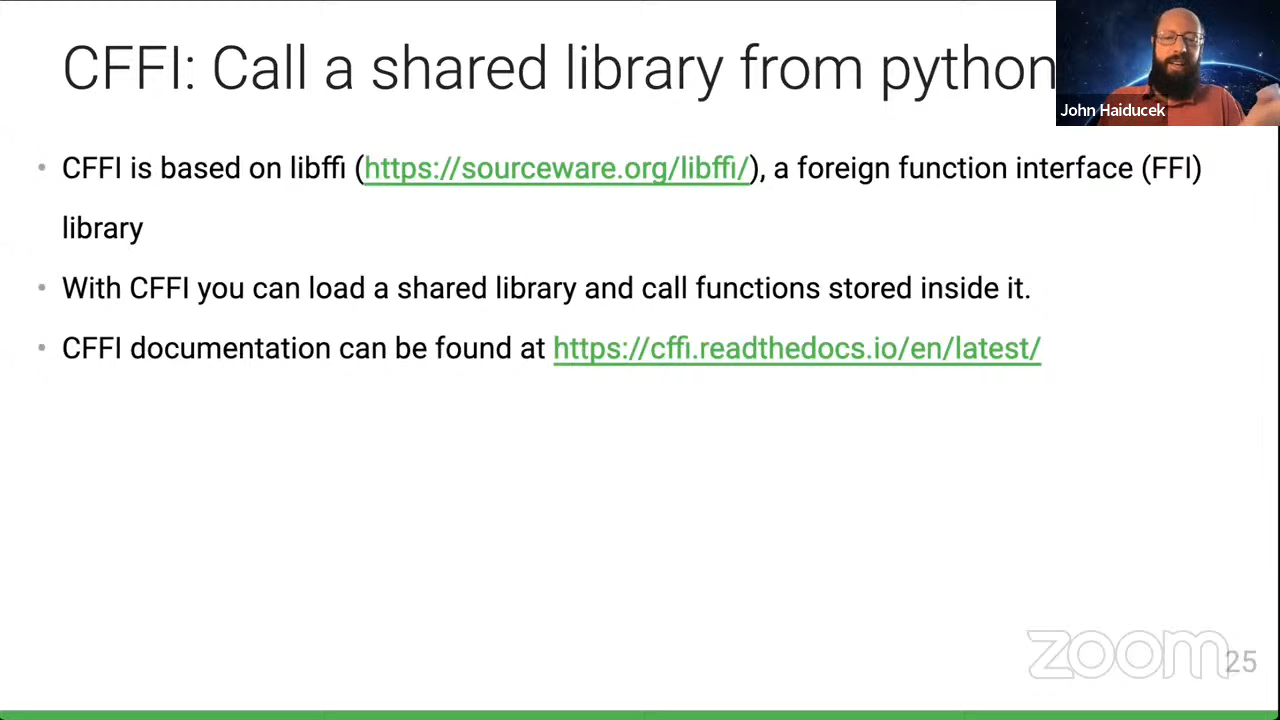 CFFI: Call a shared library from python
John Haiducek
• CFFI is based on libffi (https://sourceware.org/libffi/), a foreign function interface (FFI)
library
• With CFFI you can load a shared library and call functions stored inside it.
• CFFI documentation can be found at https://cffi.readthedocs.io/en/latest/
zoom
25